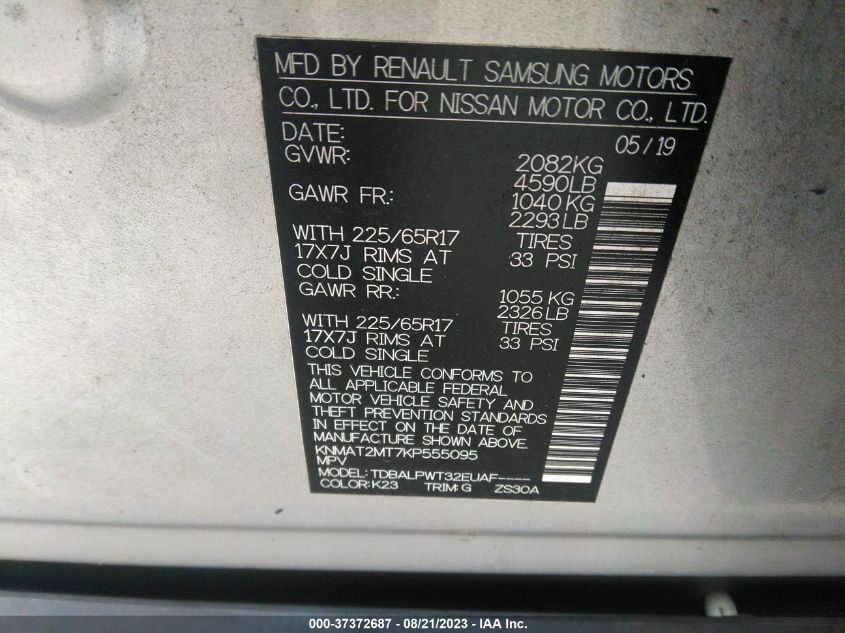 MFD BY RENAULT SAMSUNG MOTORS
CO., LTD. FOR NISSAN MOTOR CO., LTD.
DATE: 05/19
GVWR: 2082KG
4590LB
GAWR FR.: 1040KG
2293LB
WITH 225/65R17 TIRES
17X7J RIMS AT 33 PSI
COLD SINGLE
GAWR RR.: 1055KG
2326LB
WITH 225/65R17 TIRES
17X7J RIMS AT 33 PSI
COLD SINGLE
THIS VEHICLE CONFORMS TO
ALL APPLICABLE FEDERAL
MOTOR VEHICLE SAFETY AND
THEFT PREVENTION STANDARDS
IN EFFECT ON THE DATE OF
MANUFACTURE SHOWN ABOVE.
KNMAT2MT7KP555095
MPV
MODEL:TDBALPWT32EUAF----
COLOR:K23 TRIM:G ZS30A
000-37372687 - 08/21/2023 - IAA Inc.